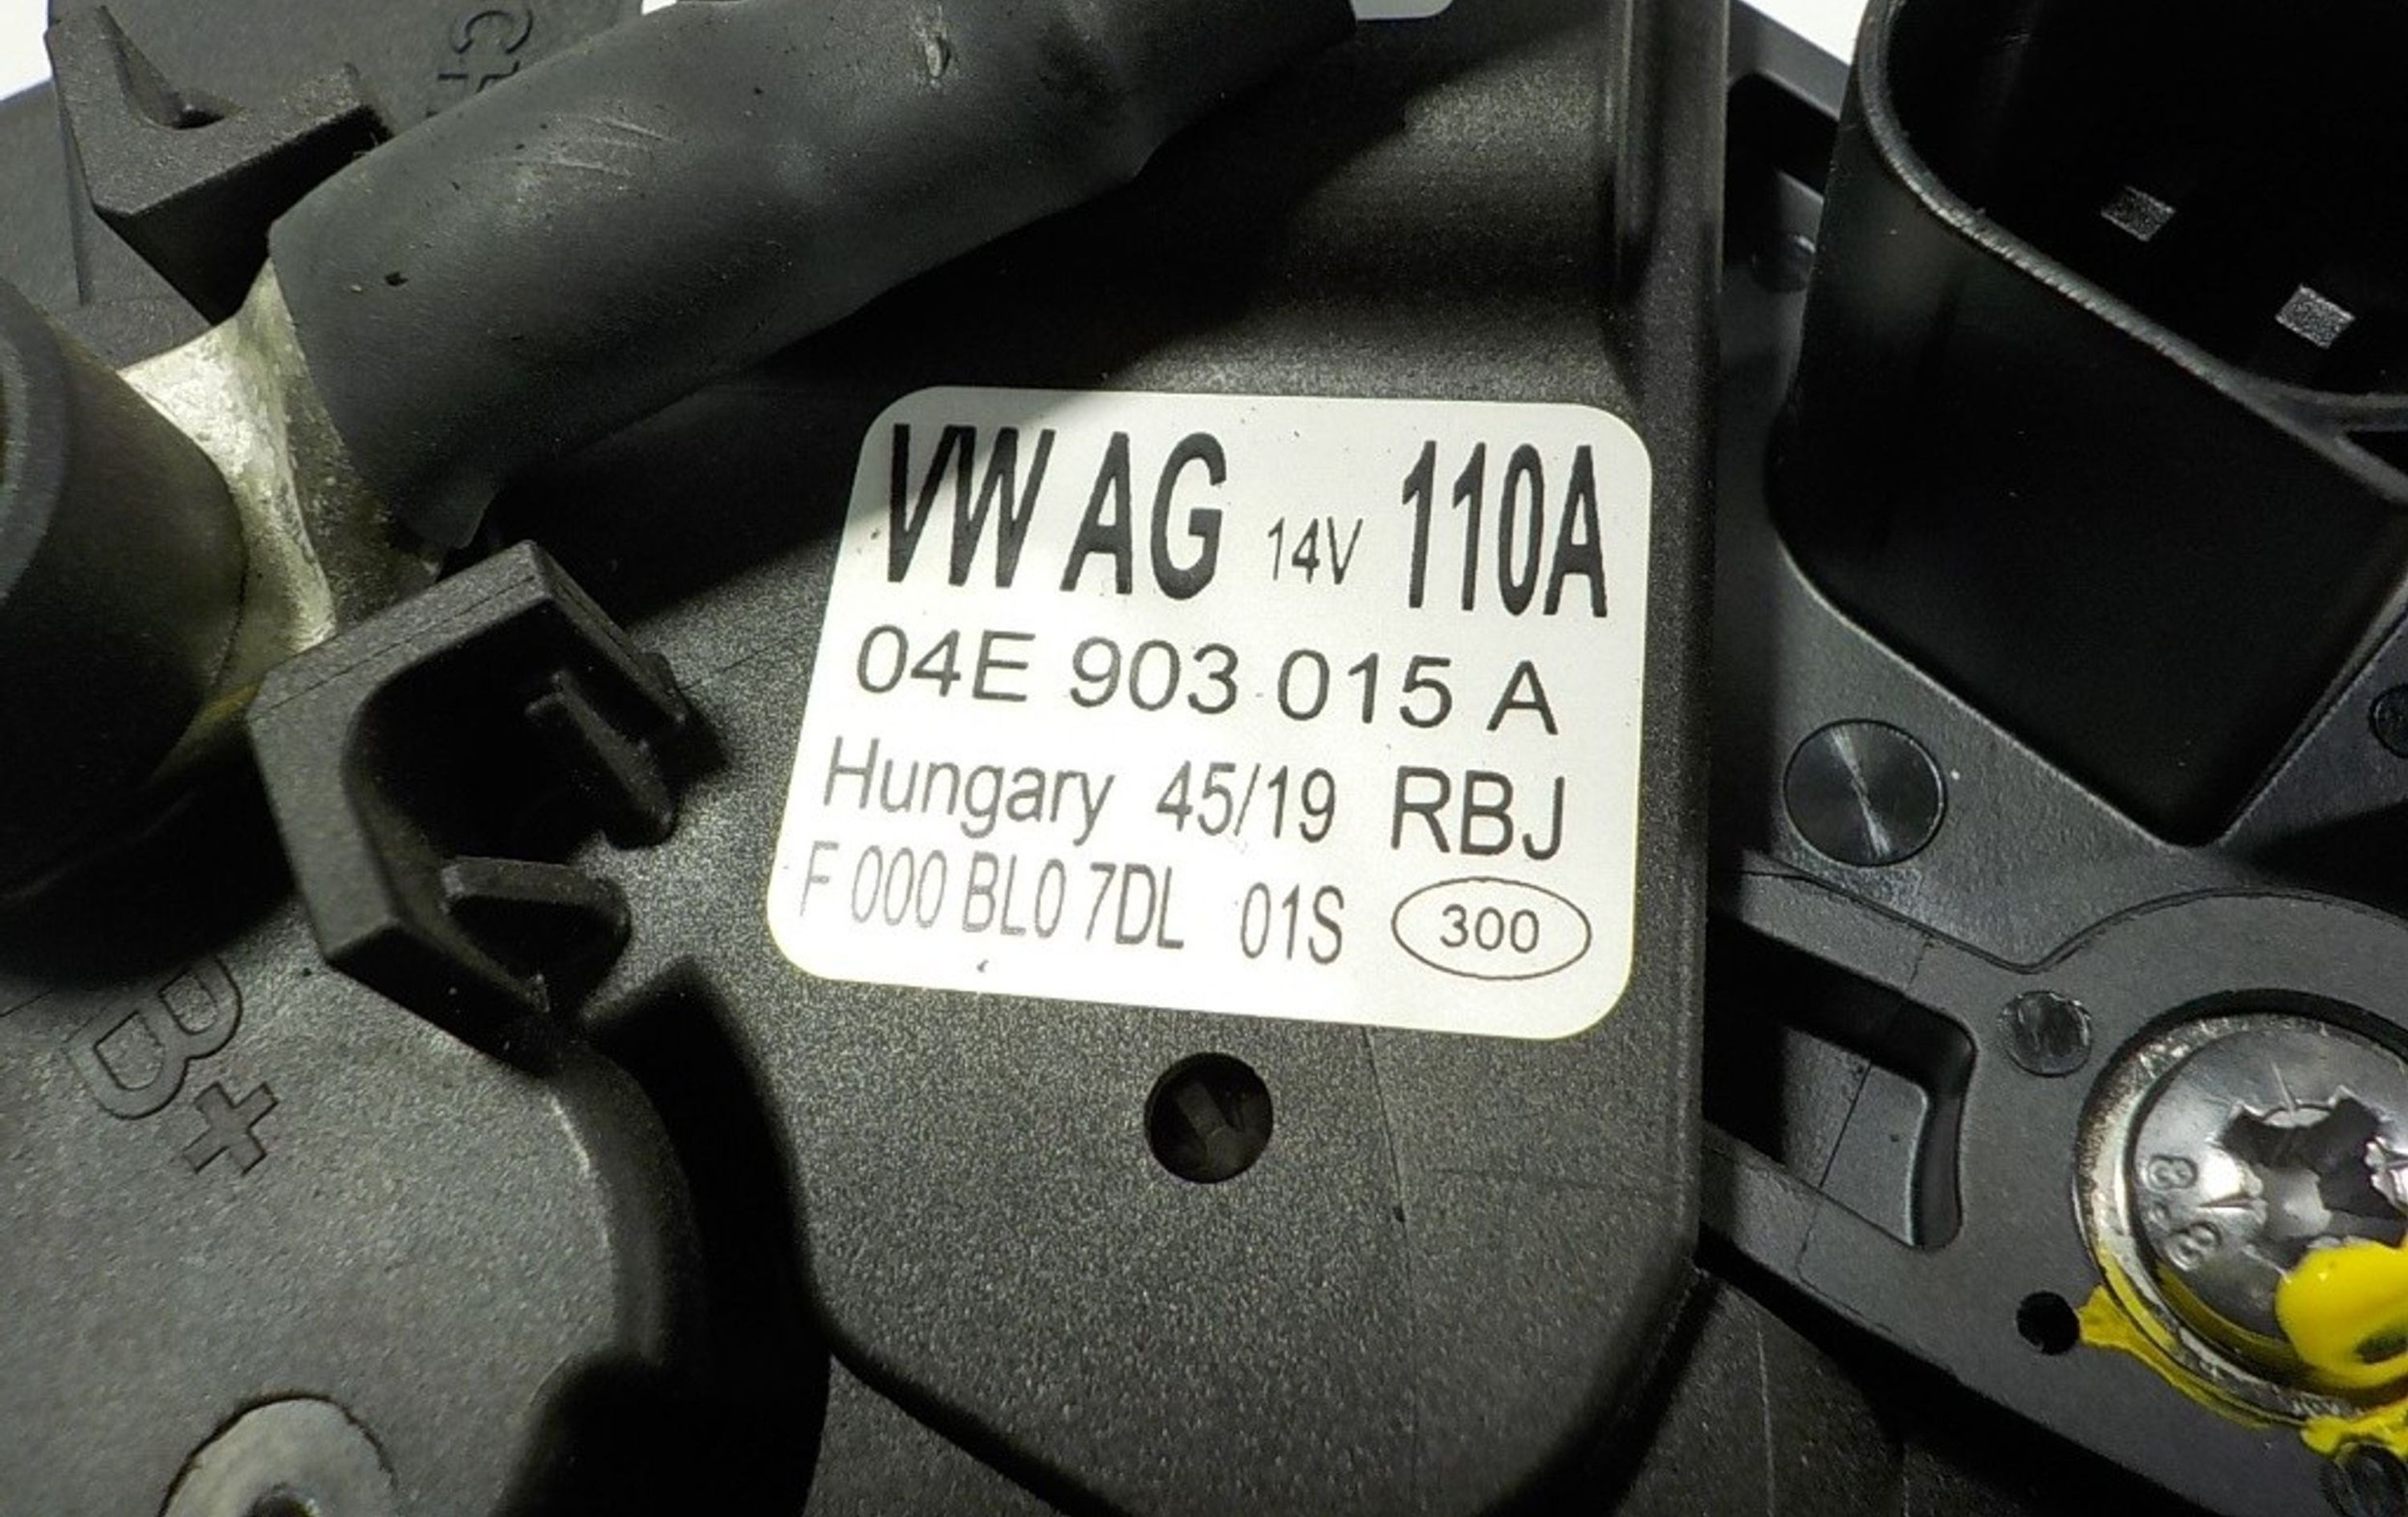 VW AG 14V 110A
04E 903 015 A
Hungary 45/19 RBJ
F 000 BL0 7DL 01S 300
B+